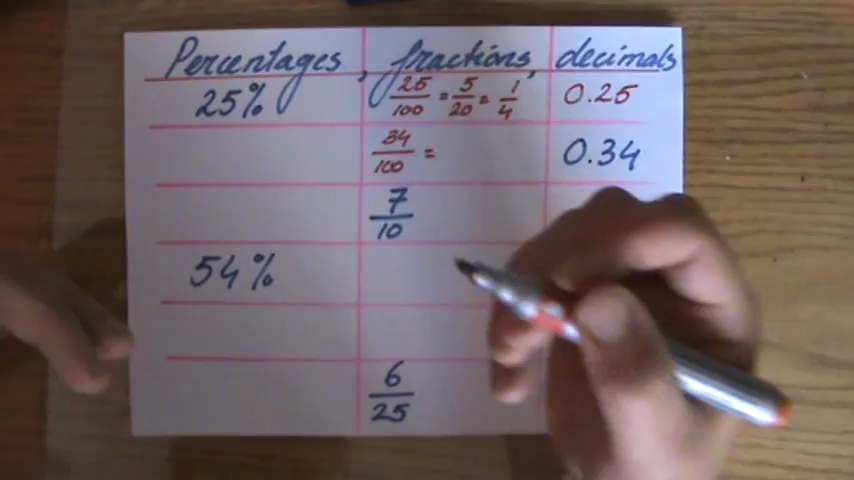 Percentages, fractions, decimals
25% 25/100 = 5/20 = 1/4 0.25
34/100 = 0.34
7/10
54%
6/25